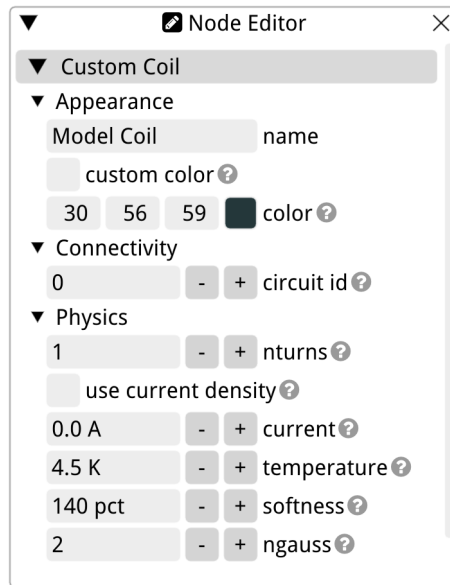 Node Editor
Custom Coil
Appearance
Model Coil name
custom color ?
30 56 59 color ?
Connectivity
0 - + circuit id ?
Physics
1 - + nturns ?
use current density ?
0.0 A - + current ?
4.5 K - + temperature ?
140 pct - + softness ?
2 - + ngauss ?